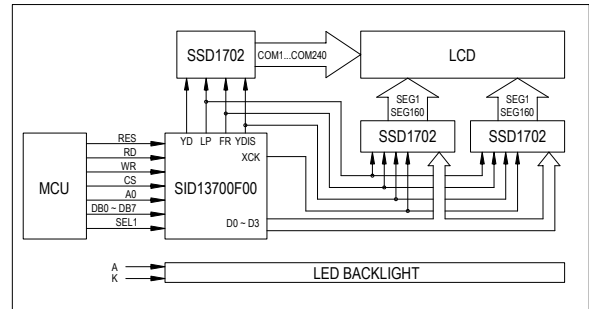 SSD1702
COM1...COM240
LCD
SEG1
SEG160
SEG1
SEG160
SSD1702
SSD1702
YD LP FR YDIS
XCK
MCU
RES
RD
WR
CS
A0
DB0 ~ DB7
SEL1
SID13700F00
D0 ~ D3
A
K
LED BACKLIGHT